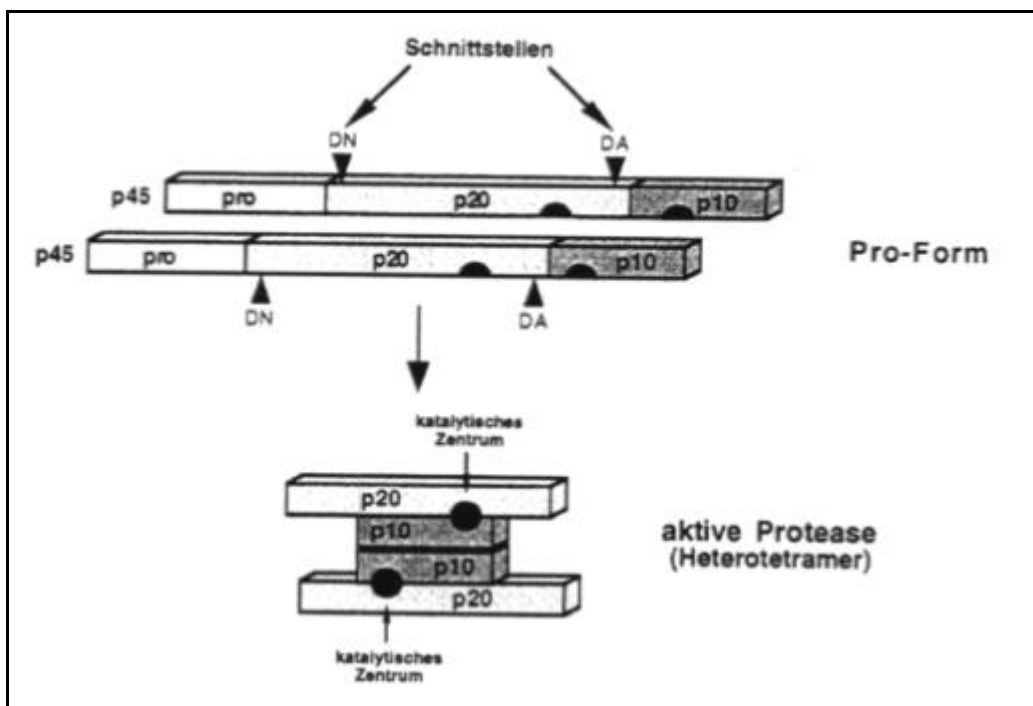 Schnittstellen
DN DA
p45 pro p20 p10
p45 pro p20 p10
Pro-Form
DN DA
katalytisches
Zentrum
p20
p10
aktive Protease
p10
(Heterotetramer)
p20
katalytisches
Zentrum